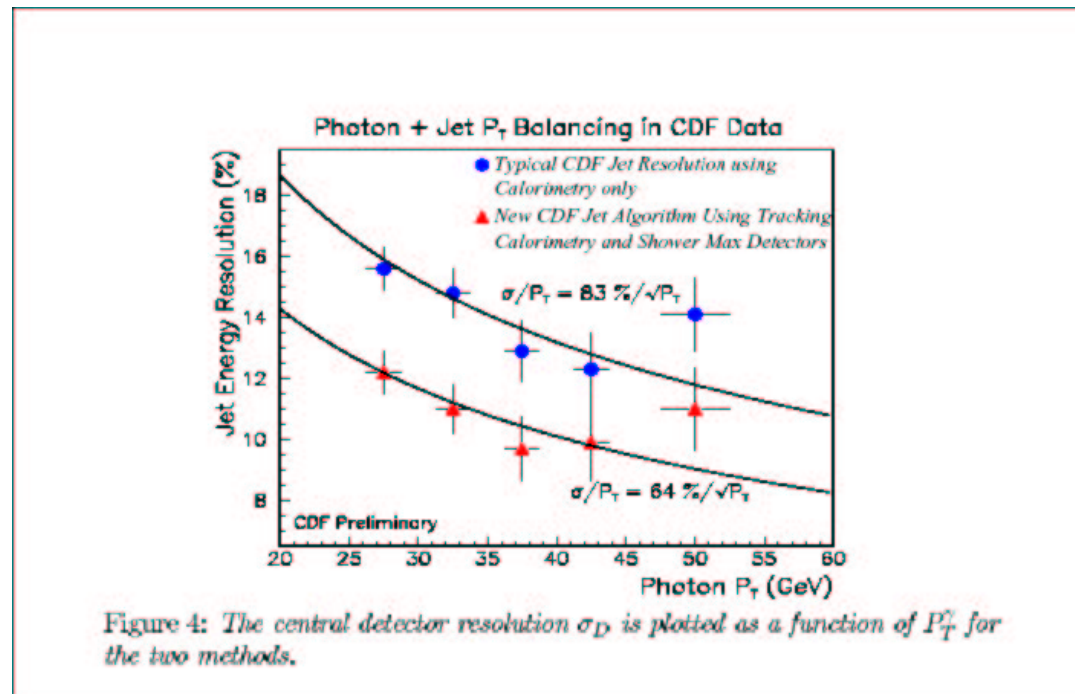 Photon + Jet P_T Balancing in CDF Data
Jet Energy Resolution (%)
Typical CDF Jet Resolution using
Calorimetry only
New CDF Jet Algorithm Using Tracking
Calorimetry and Shower Max Detectors
σ/P_T = 83 %/√P_T
σ/P_T = 64 %/√P_T
18
16
14
12
10
8
CDF Preliminary
20 25 30 35 40 45 50 55 60
Photon P_T (GeV)
Figure 4: The central detector resolution σ_D is plotted as a function of P_T^γ for
the two methods.